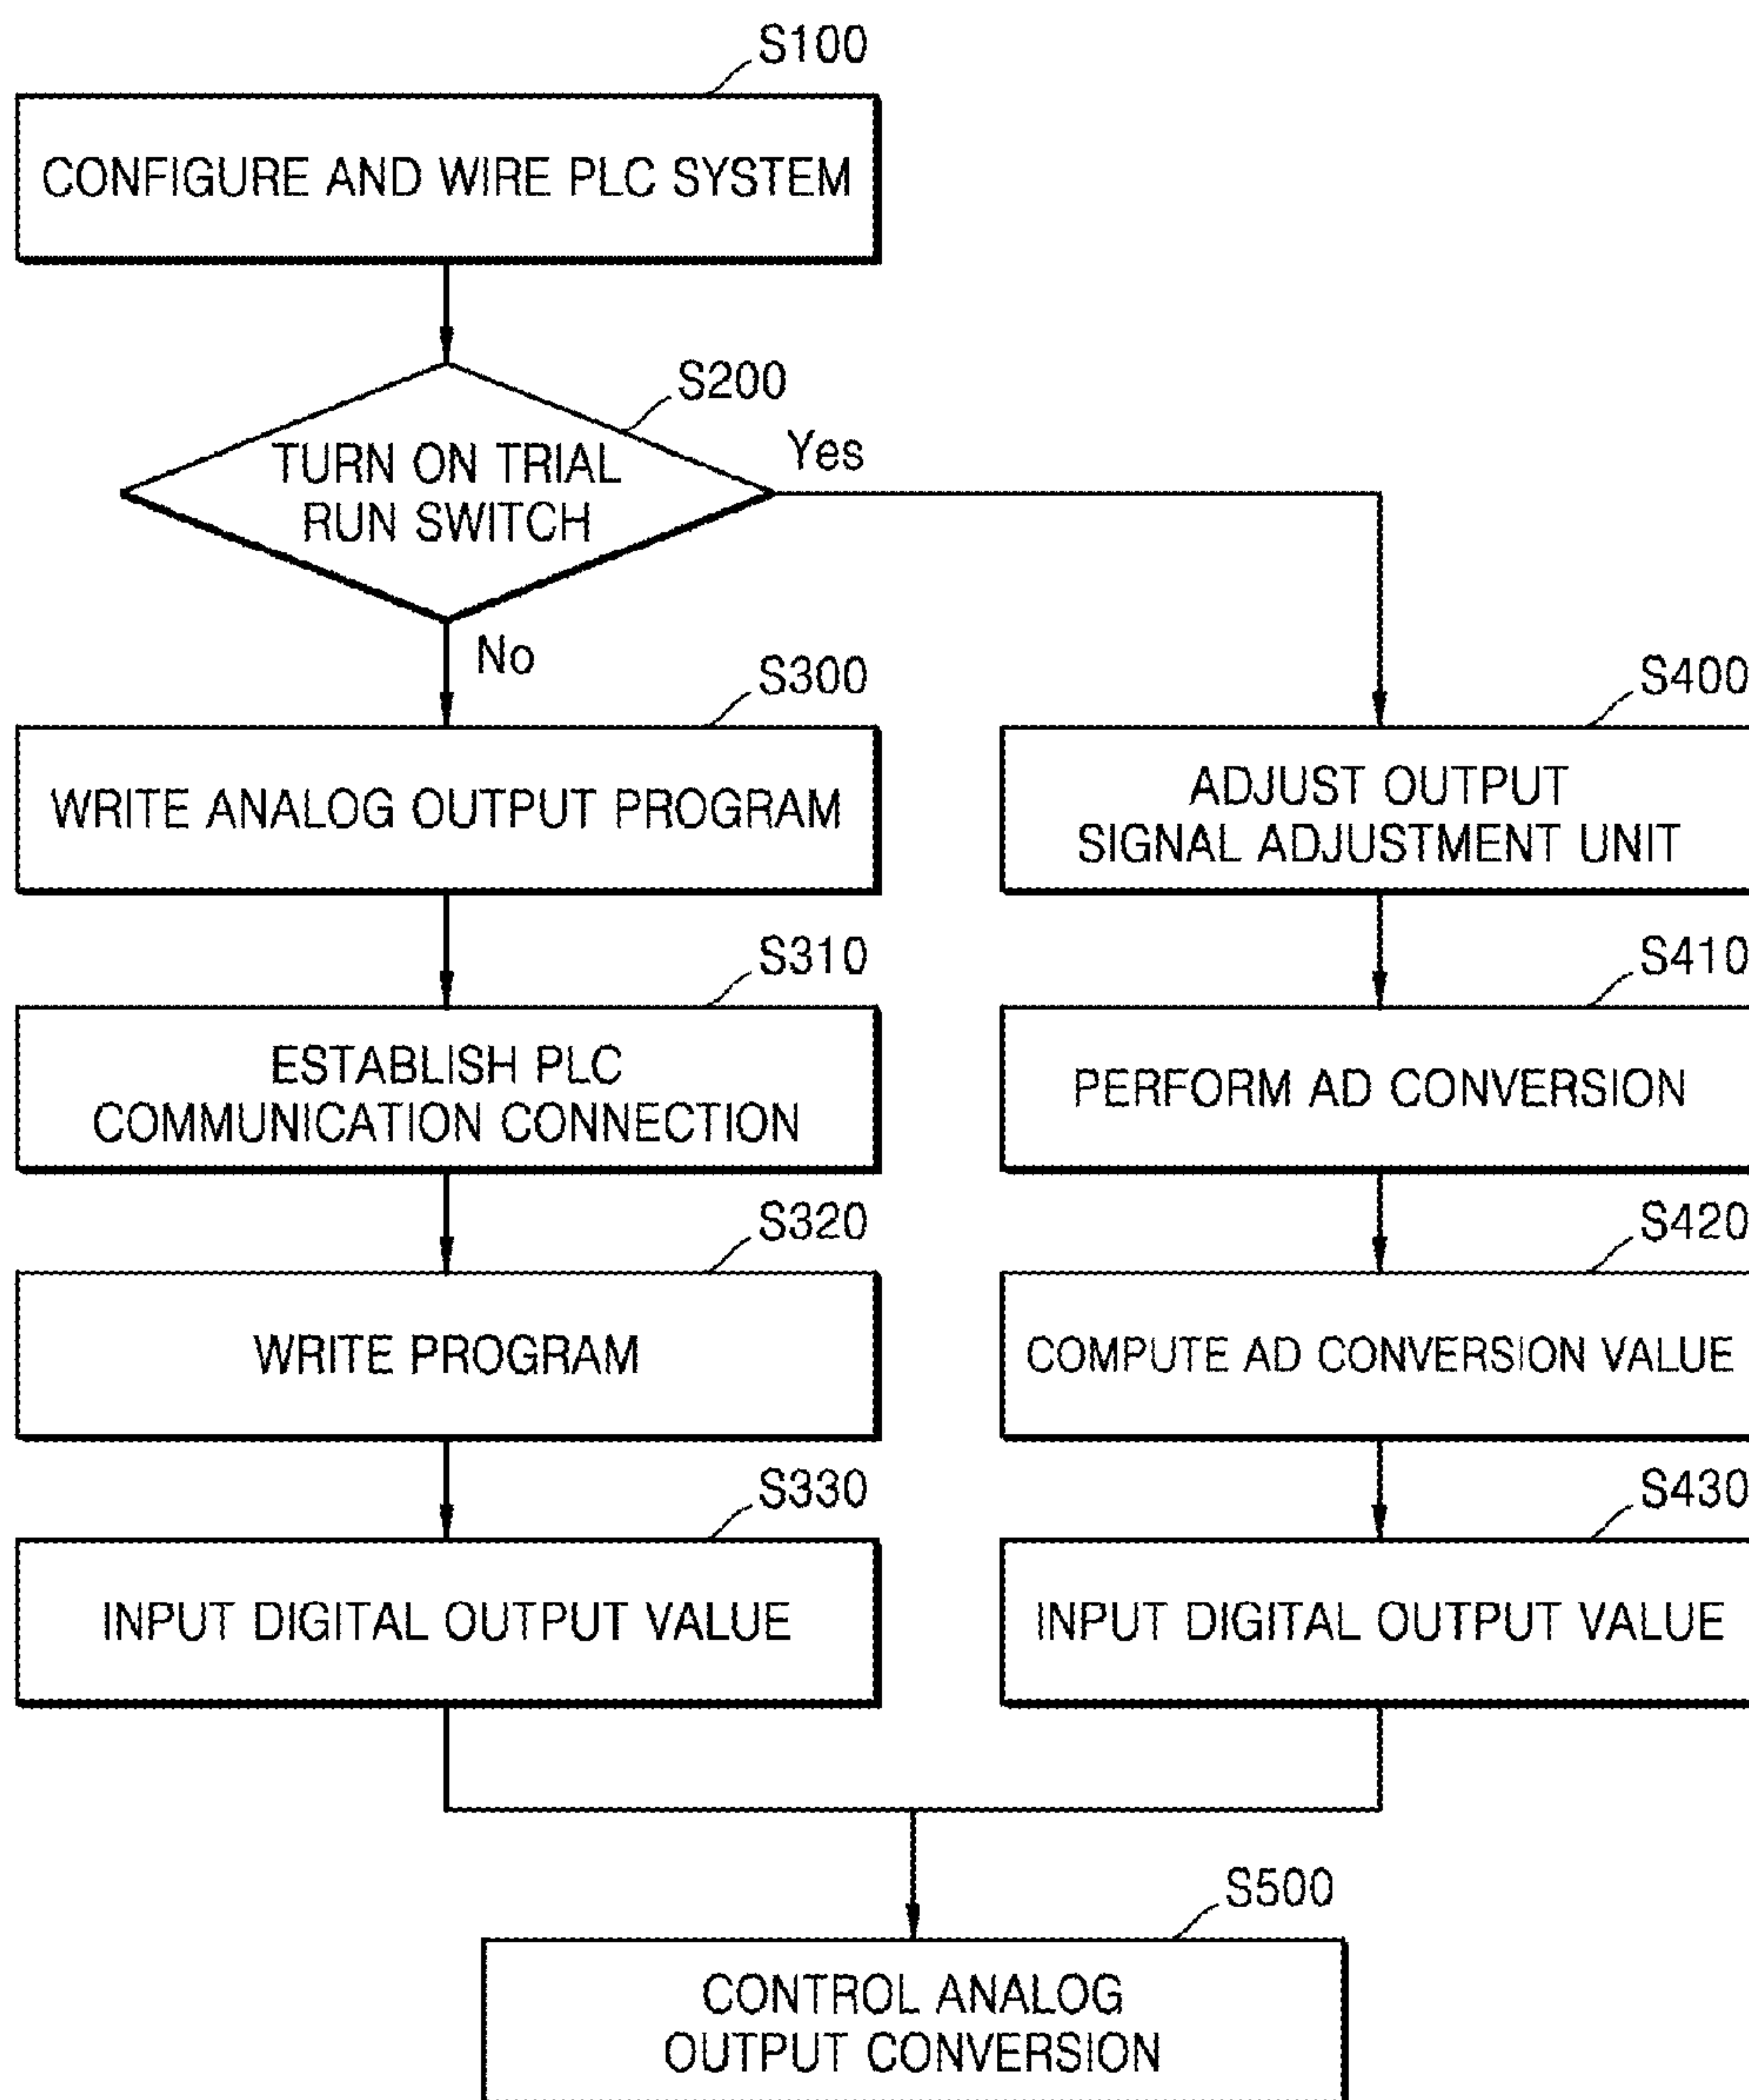 S100
CONFIGURE AND WIRE PLC SYSTEM
S200
TURN ON TRIAL
RUN SWITCH
Yes
No
S300
WRITE ANALOG OUTPUT PROGRAM
S400
ADJUST OUTPUT
SIGNAL ADJUSTMENT UNIT
S310
ESTABLISH PLC
COMMUNICATION CONNECTION
S410
PERFORM AD CONVERSION
S320
WRITE PROGRAM
S420
COMPUTE AD CONVERSION VALUE
S330
INPUT DIGITAL OUTPUT VALUE
S430
INPUT DIGITAL OUTPUT VALUE
S500
CONTROL ANALOG
OUTPUT CONVERSION